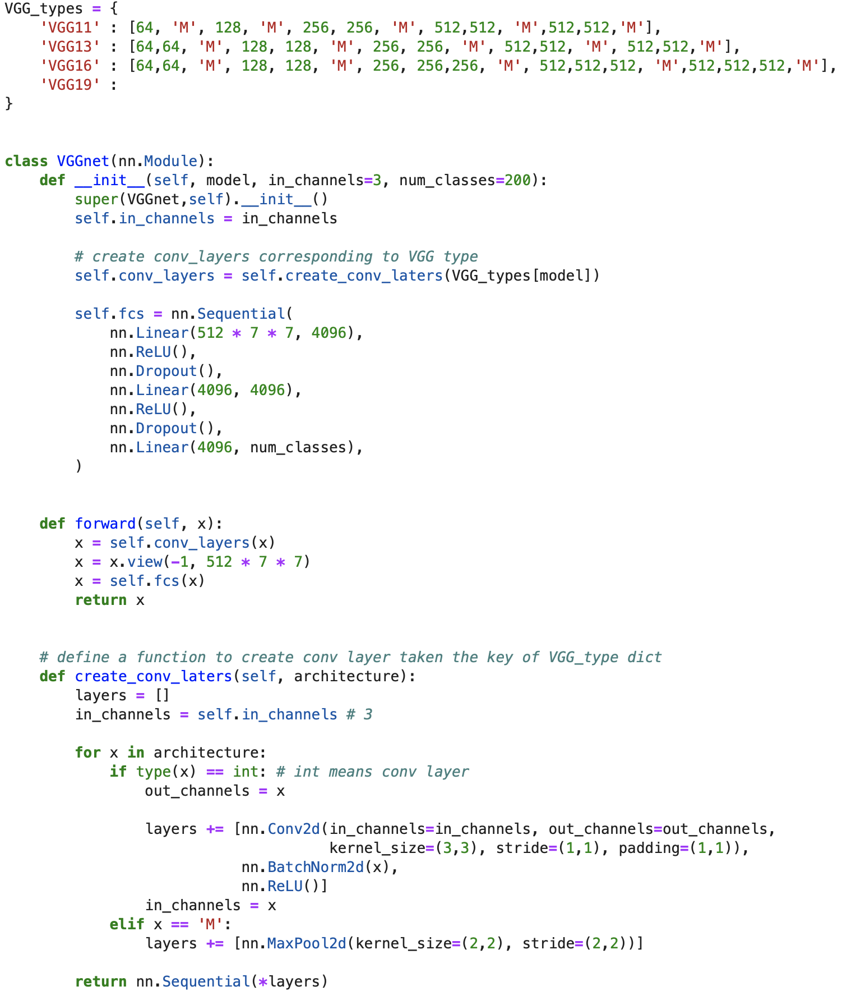 VGG_types = {
    'VGG11' : [64, 'M', 128, 'M', 256, 256, 'M', 512,512, 'M',512,512,'M'],
    'VGG13' : [64,64, 'M', 128, 128, 'M', 256, 256, 'M', 512,512, 'M', 512,512,'M'],
    'VGG16' : [64,64, 'M', 128, 128, 'M', 256, 256,256, 'M', 512,512,512, 'M',512,512,512,'M'],
    'VGG19' :
}
class VGGnet(nn.Module):
    def __init__(self, model, in_channels=3, num_classes=200):
        super(VGGnet,self).__init__()
        self.in_channels = in_channels
        # create conv_layers corresponding to VGG type
        self.conv_layers = self.create_conv_laters(VGG_types[model])
        self.fcs = nn.Sequential(
            nn.Linear(512 * 7 * 7, 4096),
            nn.ReLU(),
            nn.Dropout(),
            nn.Linear(4096, 4096),
            nn.ReLU(),
            nn.Dropout(),
            nn.Linear(4096, num_classes),
        )
    def forward(self, x):
        x = self.conv_layers(x)
        x = x.view(-1, 512 * 7 * 7)
        x = self.fcs(x)
        return x
    # define a function to create conv layer taken the key of VGG_type dict
    def create_conv_laters(self, architecture):
        layers = []
        in_channels = self.in_channels # 3
        for x in architecture:
            if type(x) == int: # int means conv layer
                out_channels = x
                layers += [nn.Conv2d(in_channels=in_channels, out_channels=out_channels,
                                     kernel_size=(3,3), stride=(1,1), padding=(1,1)),
                           nn.BatchNorm2d(x),
                           nn.ReLU()]
                in_channels = x
            elif x == 'M':
                layers += [nn.MaxPool2d(kernel_size=(2,2), stride=(2,2))]
        return nn.Sequential(*layers)